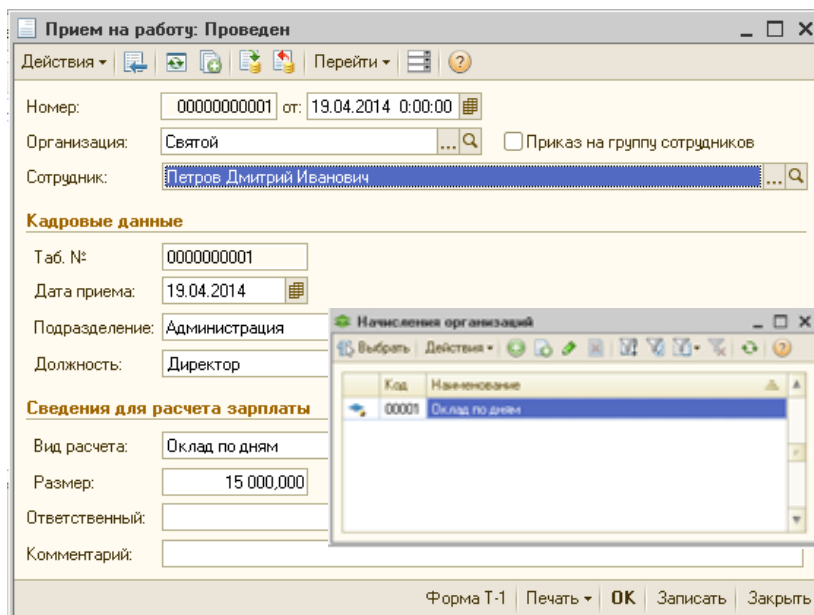 Прием на работу: Проведен
Действия Перейти
Номер: 00000000001 от: 19.04.2014 0:00:00
Организация: Святой ... Приказ на группу сотрудников
Сотрудник: Петров Дмитрий Иванович ...
Кадровые данные
Таб. № 0000000001
Дата приема: 19.04.2014
Подразделение: Администрация
Должность: Директор
Сведения для расчета зарплаты
Вид расчета: Оклад по дням
Размер: 15 000,000
Ответственный:
Комментарий:
Начисления организаций
Выбрать Действия
Код Наименование
00001 Оклад по дням
Форма Т-1 Печать OK Записать Закрыть